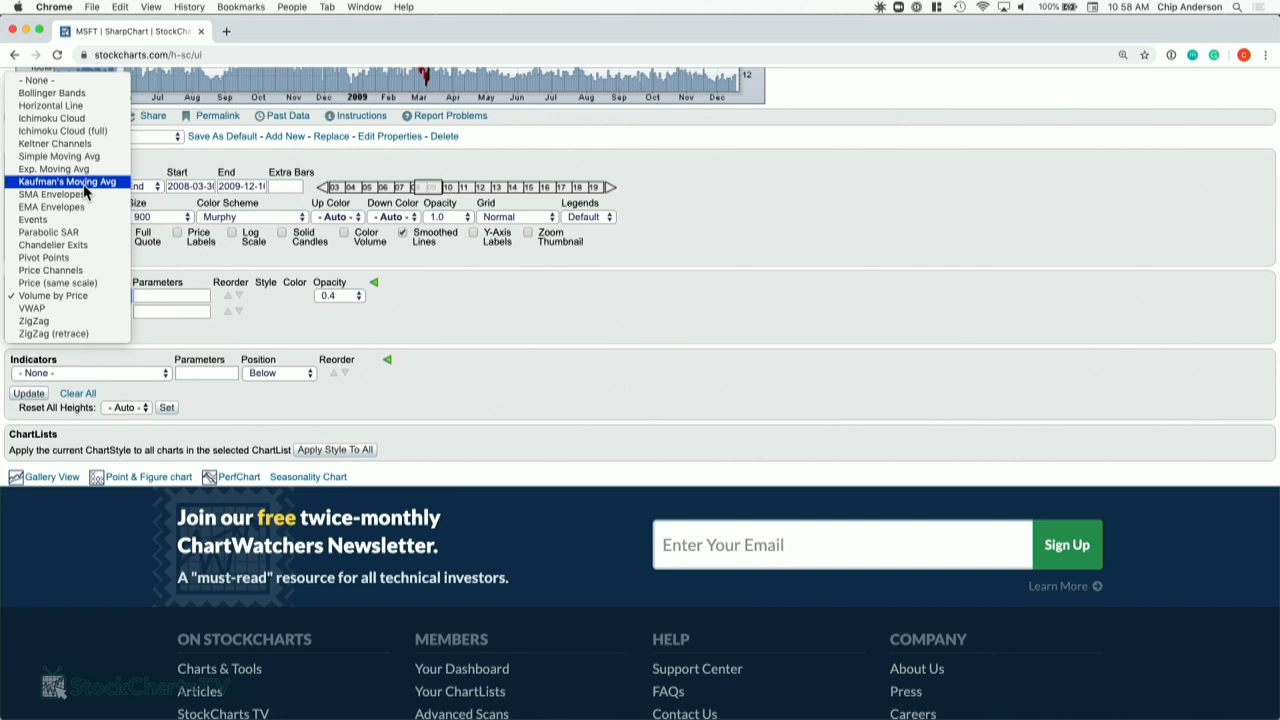 Chrome File Edit View History Bookmarks People Tab Window Help 100% 10:58 AM Chip Anderson
MSFT | SharpChart | StockCha
stockcharts.com/h-sc/ui
- None -
Bollinger Bands
Horizontal Line
Ichimoku Cloud
Ichimoku Cloud (full)
Keltner Channels
Simple Moving Avg
Exp. Moving Avg
Kaufman's Moving Avg
SMA Envelopes
EMA Envelopes
Events
Parabolic SAR
Chandelier Exits
Pivot Points
Price Channels
Price (same scale)
✓ Volume by Price
VWAP
ZigZag
ZigZag (retrace)
12
Jul Aug Sep Oct Nov Dec 2009 Feb Mar Apr May Jun Jul Aug Sep Oct Nov Dec
Share Permalink Past Data Instructions Report Problems
Save As Default - Add New - Replace - Edit Properties - Delete
Start End Extra Bars
2008-03-3 2009-12-1 03 04 05 06 07 10 11 12 13 14 15 16 17 18 19
Size Color Scheme Up Color Down Color Opacity Grid Legends
900 Murphy - Auto - - Auto - 1.0 Normal Default
Full Quote Price Labels Log Scale Solid Candles Color Volume Smoothed Lines Y-Axis Labels Zoom Thumbnail
Parameters Reorder Style Color Opacity
0.4
Indicators Parameters Position Reorder
- None - Below
Update Clear All
Reset All Heights: - Auto - Set
ChartLists
Apply the current ChartStyle to all charts in the selected ChartList Apply Style To All
Gallery View Point & Figure chart PerfChart Seasonality Chart
Join our free twice-monthly
ChartWatchers Newsletter.
A "must-read" resource for all technical investors.
Enter Your Email Sign Up
Learn More
ON STOCKCHARTS MEMBERS HELP COMPANY
Charts & Tools Your Dashboard Support Center About Us
Articles Your ChartLists FAQs Press
StockCharts TV Advanced Scans Contact Us Careers
StockCharts TV